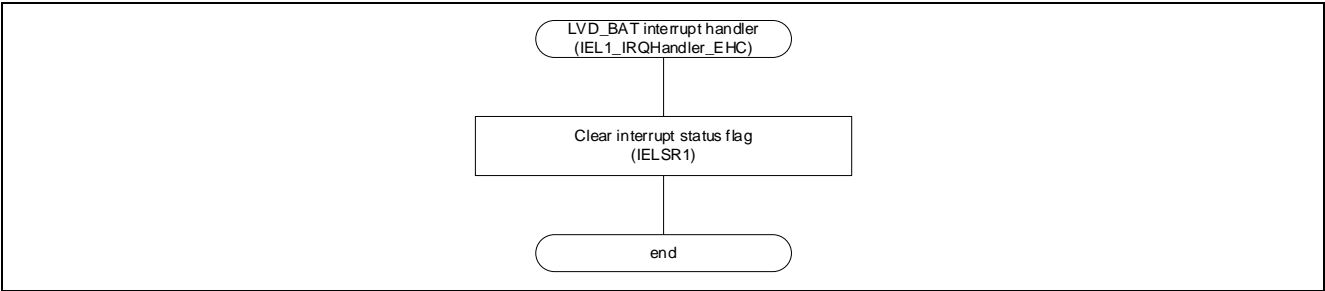 LVD_BAT interrupt handler
(IEL1_IRQHandler_EHC)
Clear interrupt status flag
(IELSR1)
end